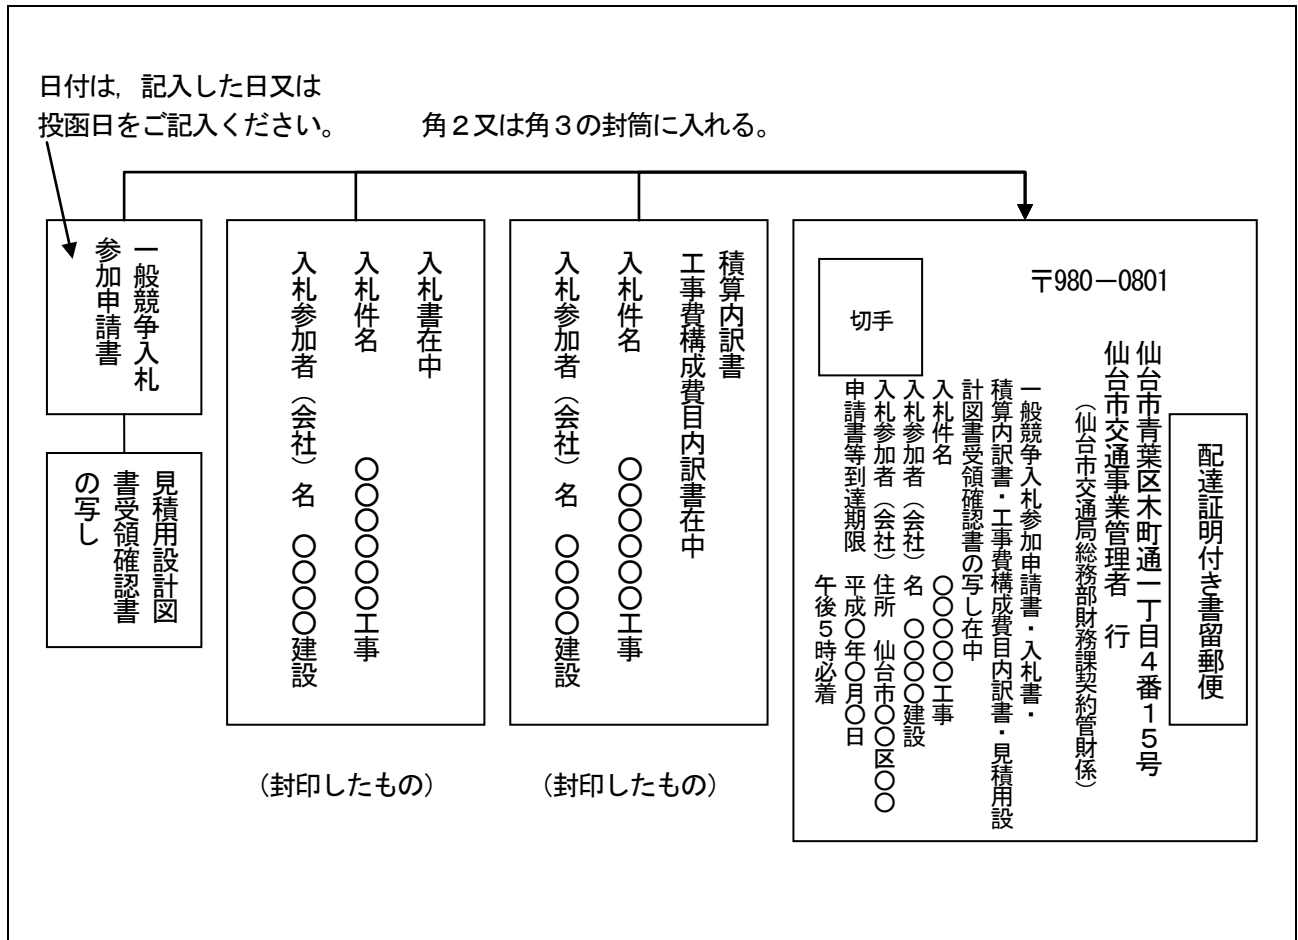 日付は，記入した日又は
投函日をご記入ください。
角２又は角３の封筒に入れる。
一般競争入札
参加申請書
見積用設計図
書受領確認書
の写し
入札書在中
入札件名　〇〇〇〇〇〇工事
入札参加者（会社）名　〇〇〇〇建設
（封印したもの）
積算内訳書
工事費構成費目内訳書在中
入札件名　〇〇〇〇〇〇工事
入札参加者（会社）名　〇〇〇〇建設
（封印したもの）
配達証明付き書留郵便
〒980－0801
仙台市青葉区木町通一丁目４番１５号
仙台市交通事業管理者　行
（仙台市交通局総務部財務課契約管財係）
切手
一般競争入札参加申請書・入札書・
積算内訳書・工事費構成費目内訳書・見積用設
計図書受領確認書の写し在中
入札件名　〇〇〇〇〇工事
入札参加者（会社）名　〇〇〇〇建設
入札参加者（会社）住所　仙台市〇〇区〇〇
申請書等到達期限　平成〇年〇月〇日
午後５時必着